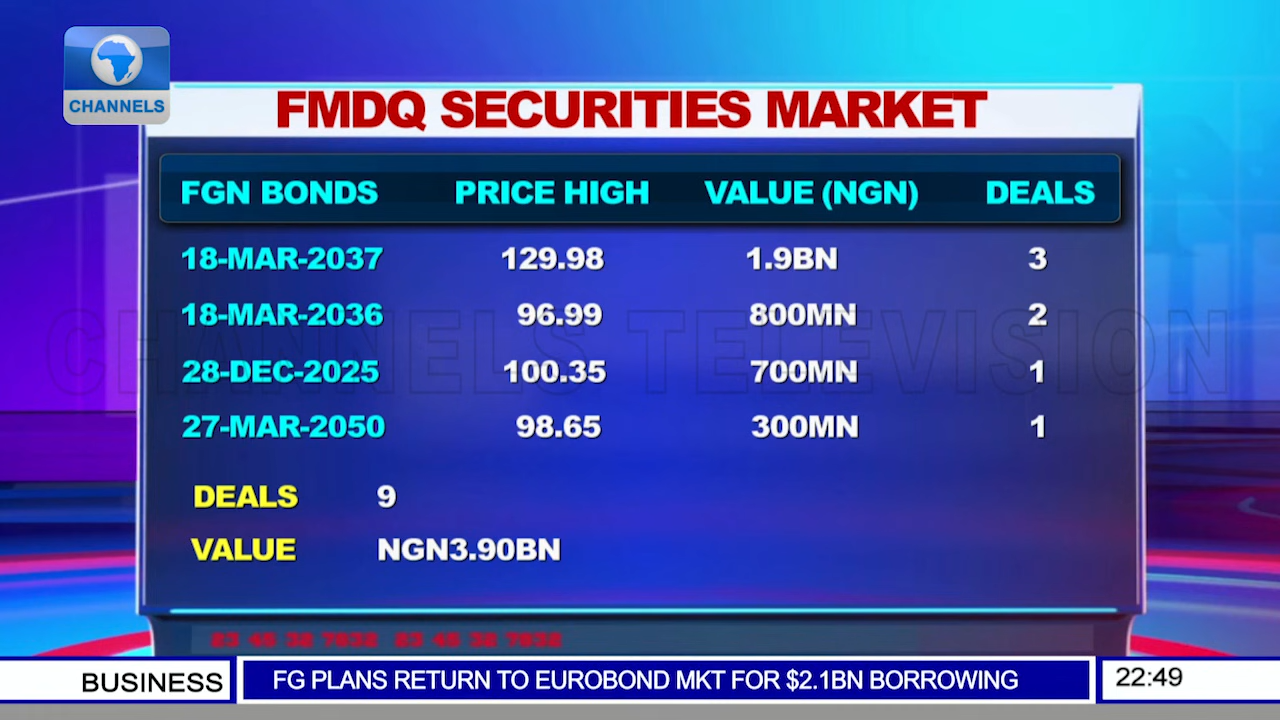 CHANNELS
FMDQ SECURITIES MARKET
FGN BONDS PRICE HIGH VALUE (NGN) DEALS
18-MAR-2037 129.98 1.9BN 3
18-MAR-2036 96.99 800MN 2
CHANNELS TELEVISION
28-DEC-2025 100.35 700MN 1
27-MAR-2050 98.65 300MN 1
DEALS 9
VALUE NGN3.90BN
BUSINESS FG PLANS RETURN TO EUROBOND MKT FOR $2.1BN BORROWING 22:49